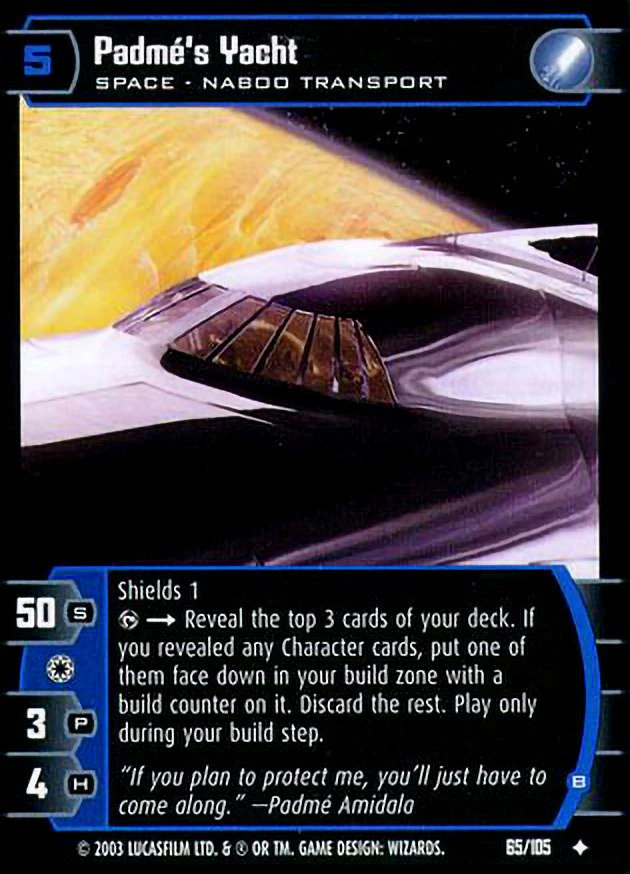 5
Padmé's Yacht
SPACE - NABOO TRANSPORT
50 S
3 P
4 H
Shields 1
→ Reveal the top 3 cards of your deck. If
you revealed any Character cards, put one of
them face down in your build zone with a
build counter on it. Discard the rest. Play only
during your build step.
"If you plan to protect me, you'll just have to
come along." —Padmé Amidala
B
© 2003 LUCASFILM LTD. & ® OR TM. GAME DESIGN: WIZARDS.
65/105